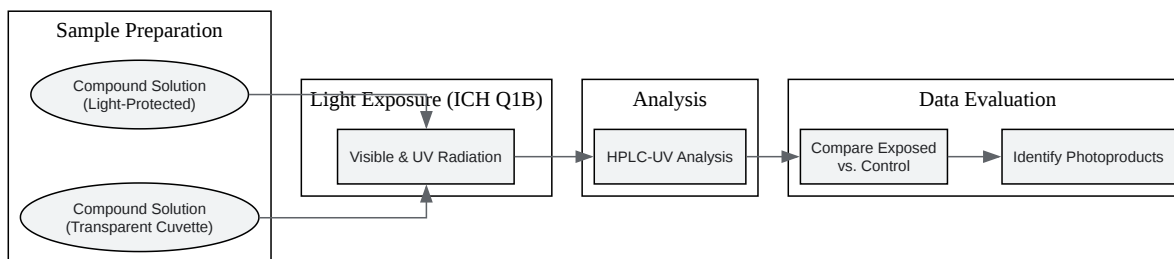 Sample Preparation
Compound Solution
(Light-Protected)
Compound Solution
(Transparent Cuvette)
Light Exposure (ICH Q1B)
Visible & UV Radiation
Analysis
HPLC-UV Analysis
Data Evaluation
Compare Exposed
vs. Control
Identify Photoproducts